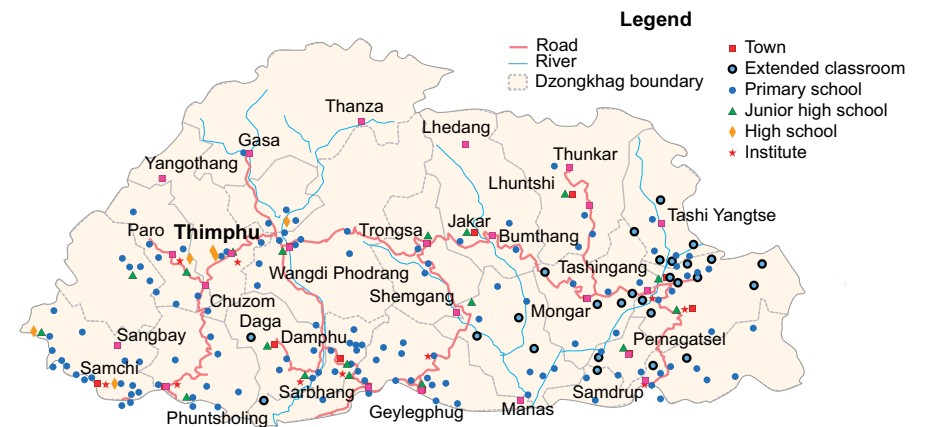 Legend
Road
River
Dzongkhag boundary
Town
Extended classroom
Primary school
Junior high school
High school
Institute
Thanza
Lhedang
Gasa
Yangothang
Thunkar
Lhuntshi
Tashi Yangtse
Paro
Thimphu
Trongsa
Jakar
Bumthang
Wangdi Phodrang
Tashingang
Shemgang
Chuzom
Mongar
Daga
Damphu
Sangbay
Pemagatsel
Samchi
Sarbhang
Samdrup
Phuntsholing
Geylegphug
Manas